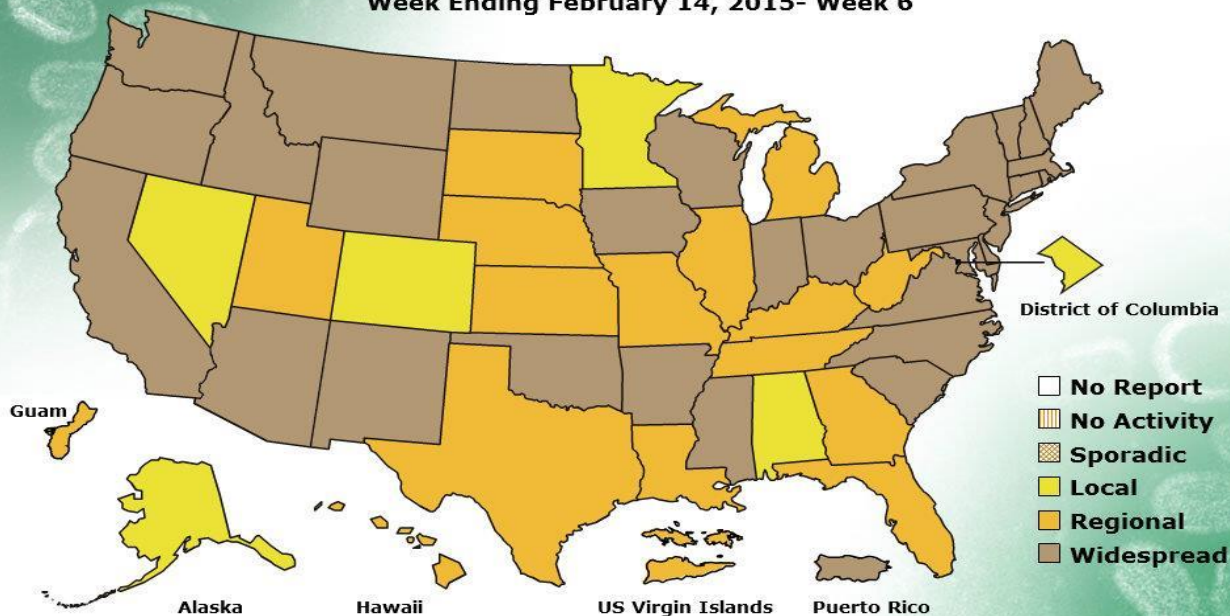 Week Ending February 14, 2015- Week 6
District of Columbia
No Report
No Activity
Sporadic
Local
Regional
Widespread
Guam
Alaska
Hawaii
US Virgin Islands
Puerto Rico